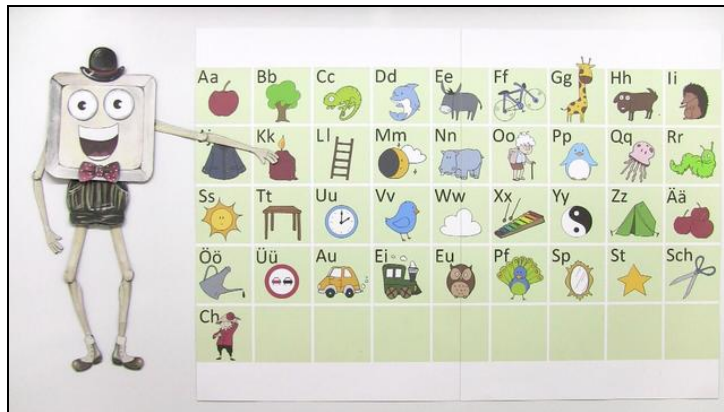 Aa Bb Cc Dd Ee Ff Gg Hh Ii
Kk Ll Mm Nn Oo Pp Qq Rr
Ss Tt Uu Vv Ww Xx Yy Zz Ää
Öö Üü Au Ei Eu Pf Sp St Sch
Ch